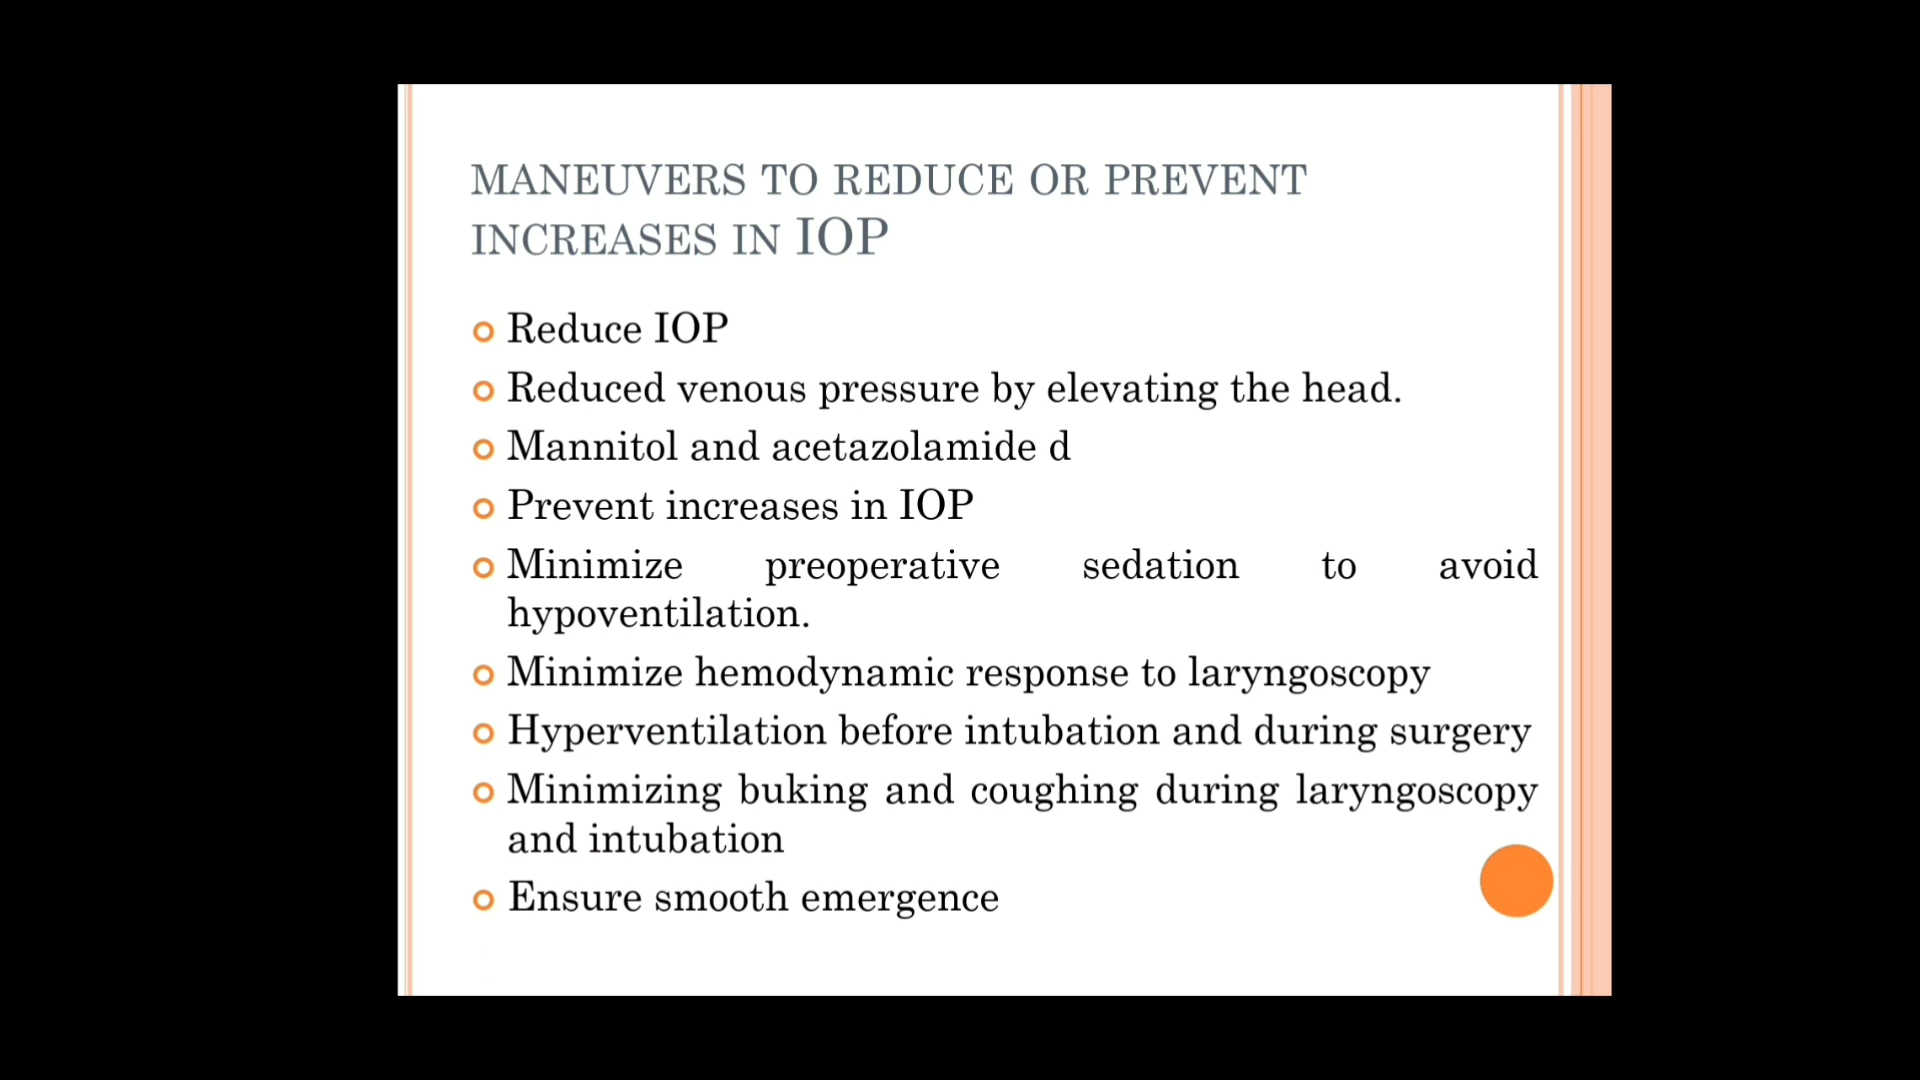 MANEUVERS TO REDUCE OR PREVENT
INCREASES IN IOP
Reduce IOP
Reduced venous pressure by elevating the head.
Mannitol and acetazolamide d
Prevent increases in IOP
Minimize preoperative sedation to avoid
hypoventilation.
Minimize hemodynamic response to laryngoscopy
Hyperventilation before intubation and during surgery
Minimizing buking and coughing during laryngoscopy
and intubation
Ensure smooth emergence